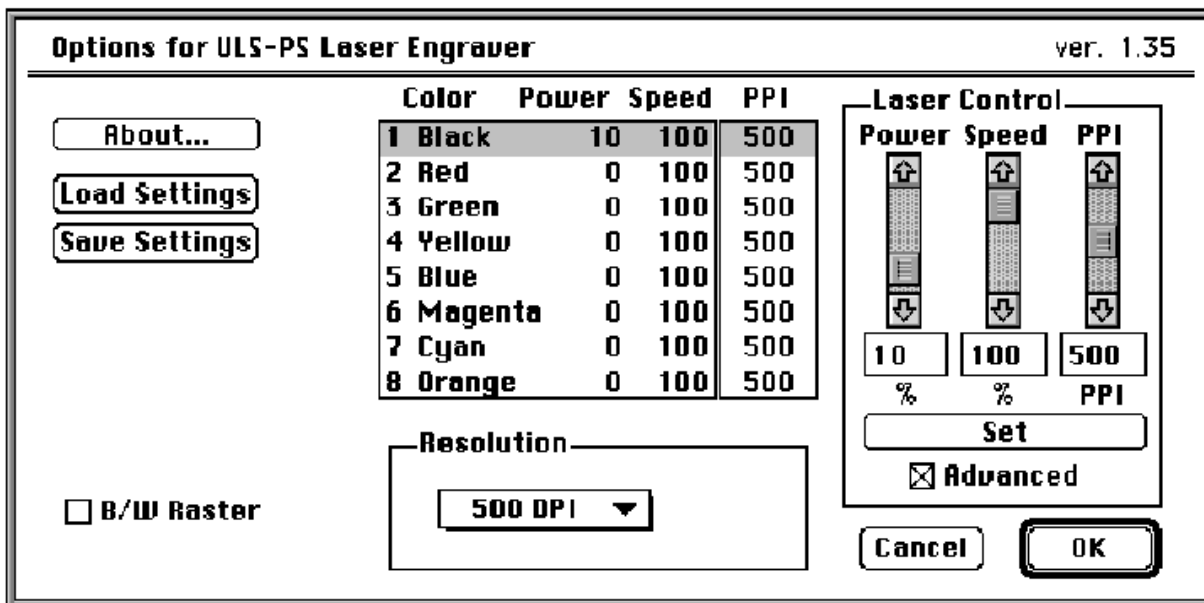 Options for ULS-PS Laser Engraver ver. 1.35
About...
Load Settings
Save Settings
B/W Raster
Color Power Speed PPI
1 Black 10 100 500
2 Red 0 100 500
3 Green 0 100 500
4 Yellow 0 100 500
5 Blue 0 100 500
6 Magenta 0 100 500
7 Cyan 0 100 500
8 Orange 0 100 500
Resolution
500 DPI
Laser Control
Power Speed PPI
10 100 500
% % PPI
Set
Advanced
Cancel OK